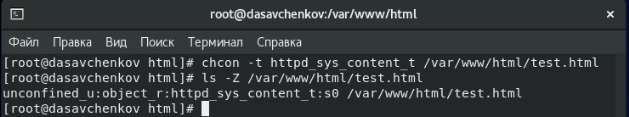 root@dasavchenkov:/var/www/html
Файл Правка Вид Поиск Терминал Справка
[root@dasavchenkov html]# chcon -t httpd_sys_content_t /var/www/html/test.html
[root@dasavchenkov html]# ls -Z /var/www/html/test.html
unconfined_u:object_r:httpd_sys_content_t:s0 /var/www/html/test.html
[root@dasavchenkov html]#